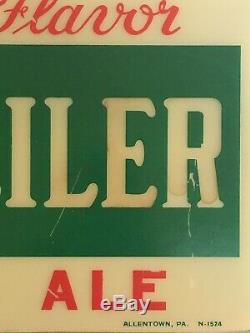 Flavor
ILER
ALE
ALLENTOWN, PA. N-1524